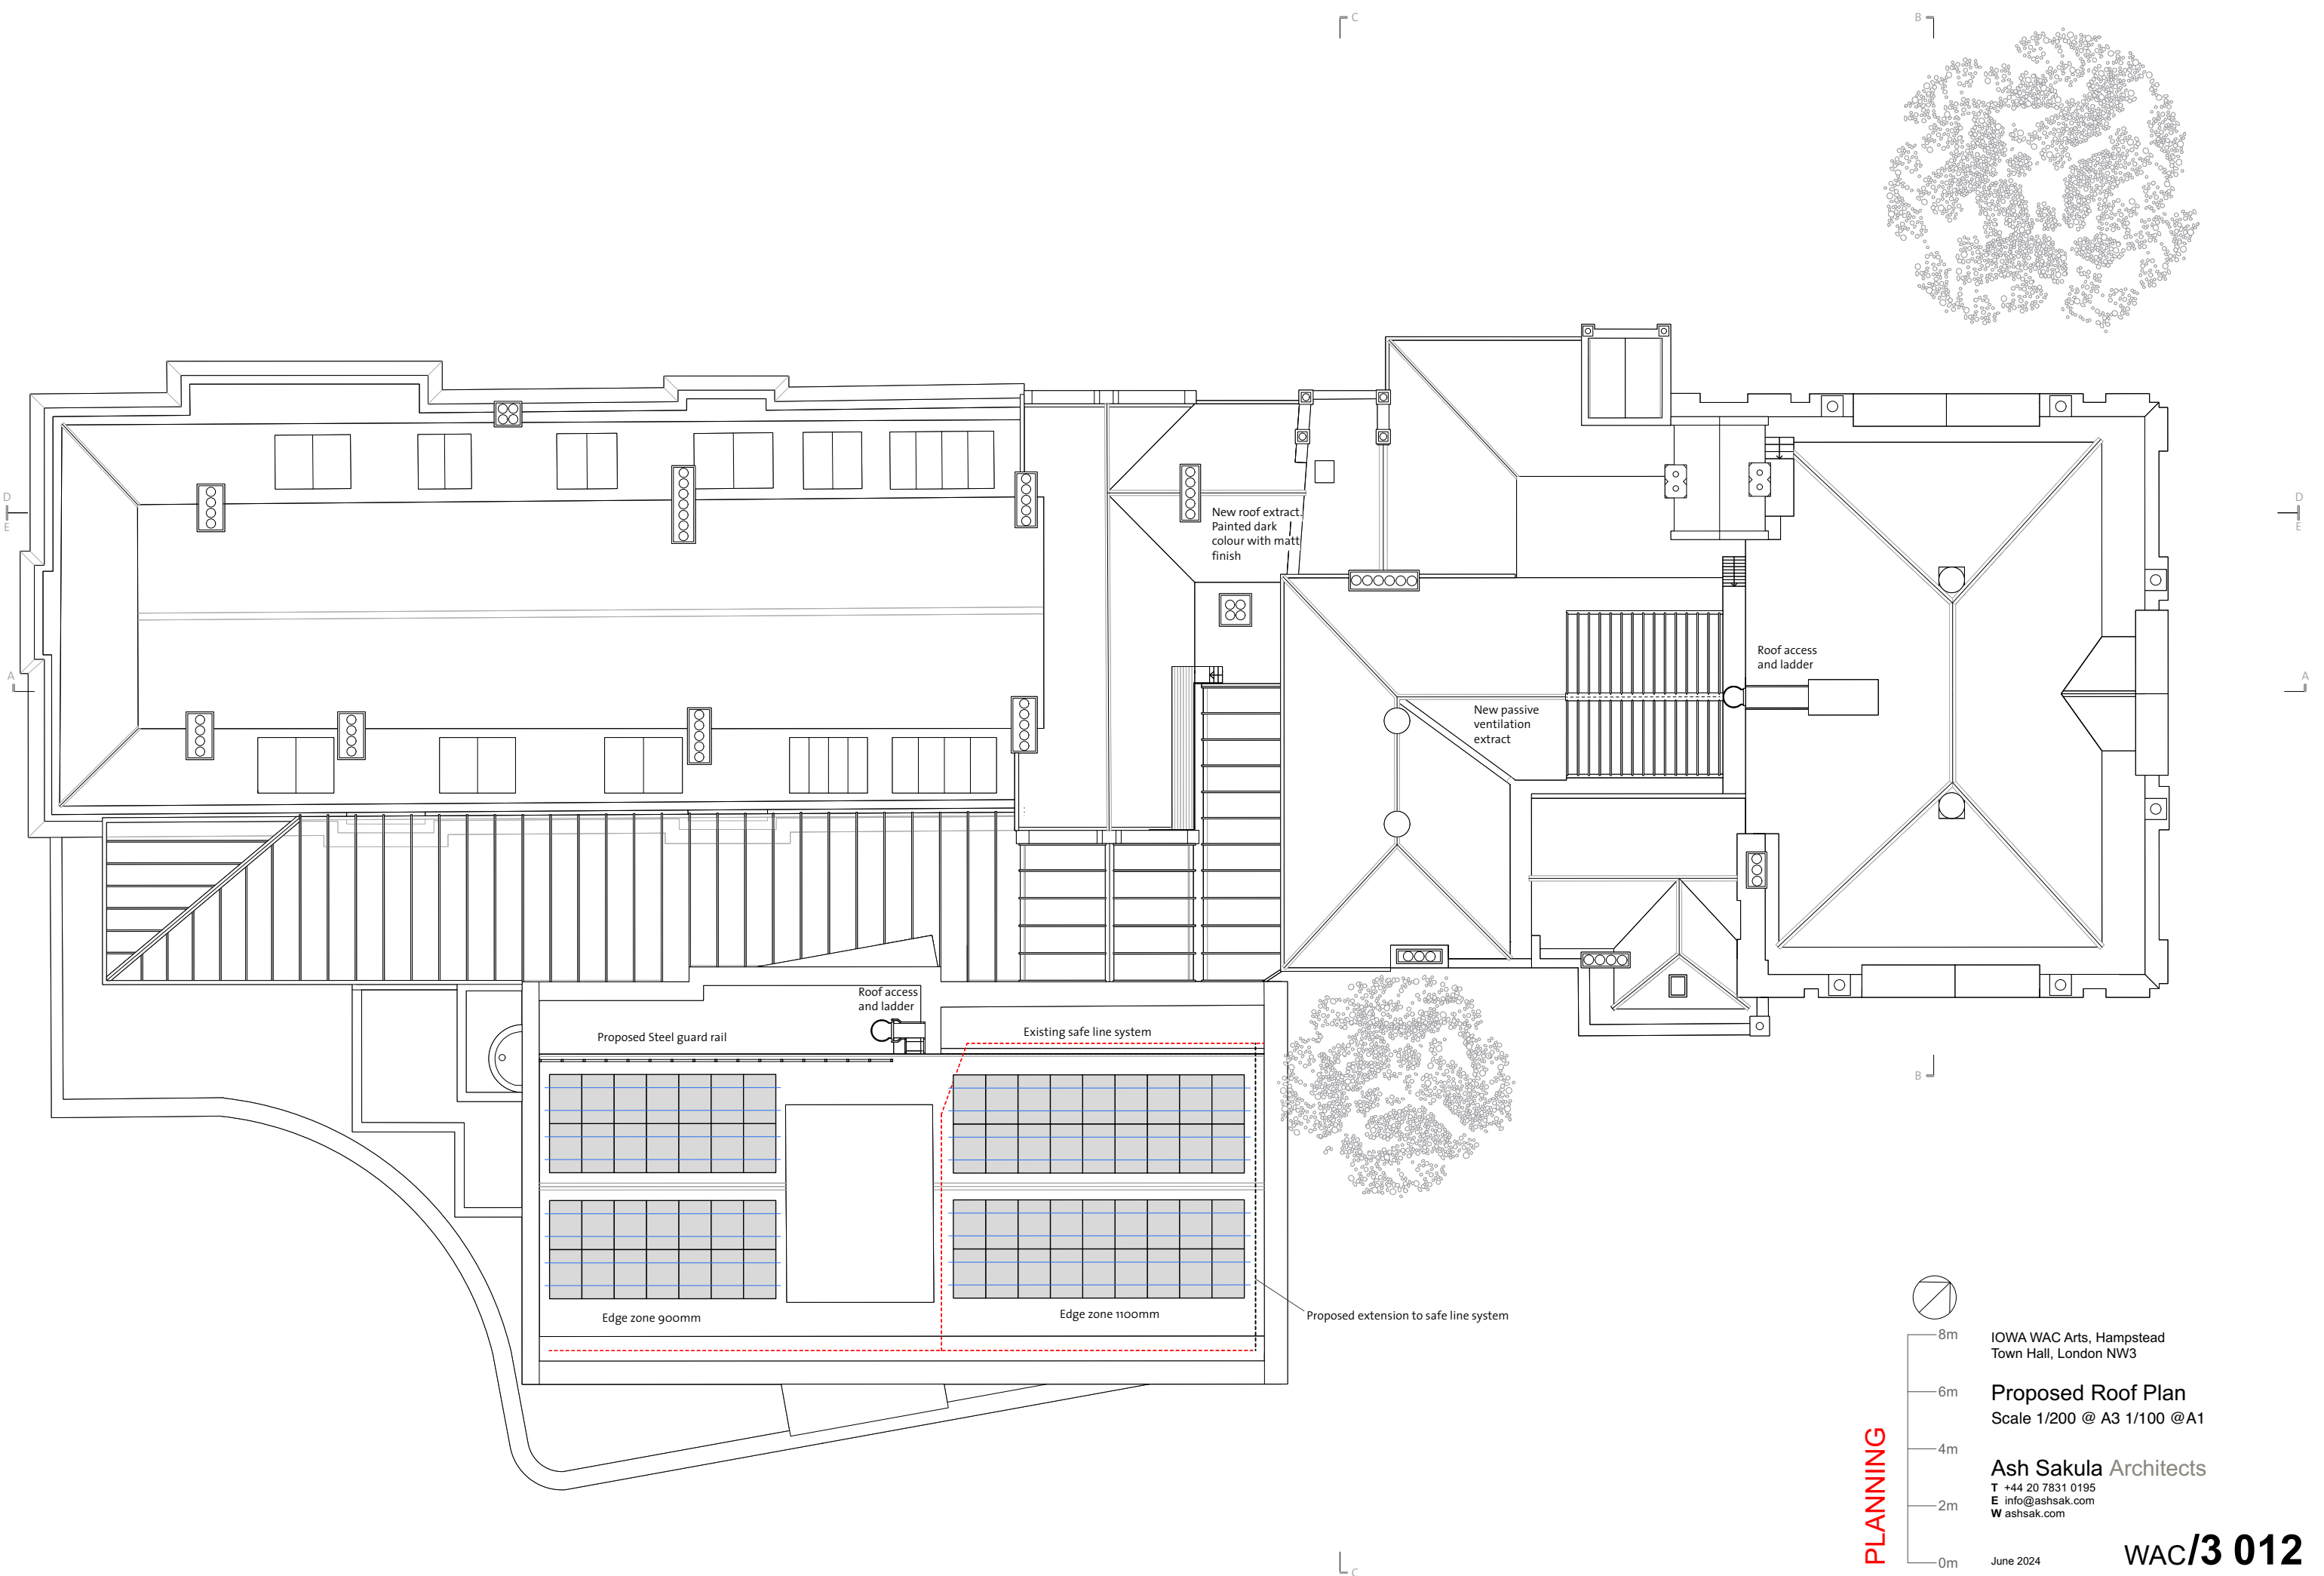 C
B
D
E
D
E
New roof extract.
Painted dark
colour with matt
finish
Roof access
and ladder
A
A
New passive
ventilation
extract
Roof access
and ladder
Proposed Steel guard rail
Existing safe line system
B
Edge zone 900mm
Edge zone 1100mm
Proposed extension to safe line system
8m
6m
4m
2m
0m
PLANNING
IOWA WAC Arts, Hampstead
Town Hall, London NW3
Proposed Roof Plan
Scale 1/200 @ A3 1/100 @A1
Ash Sakula Architects
T +44 20 7831 0195
E info@ashsak.com
W ashsak.com
June 2024
WAC/3 012
C